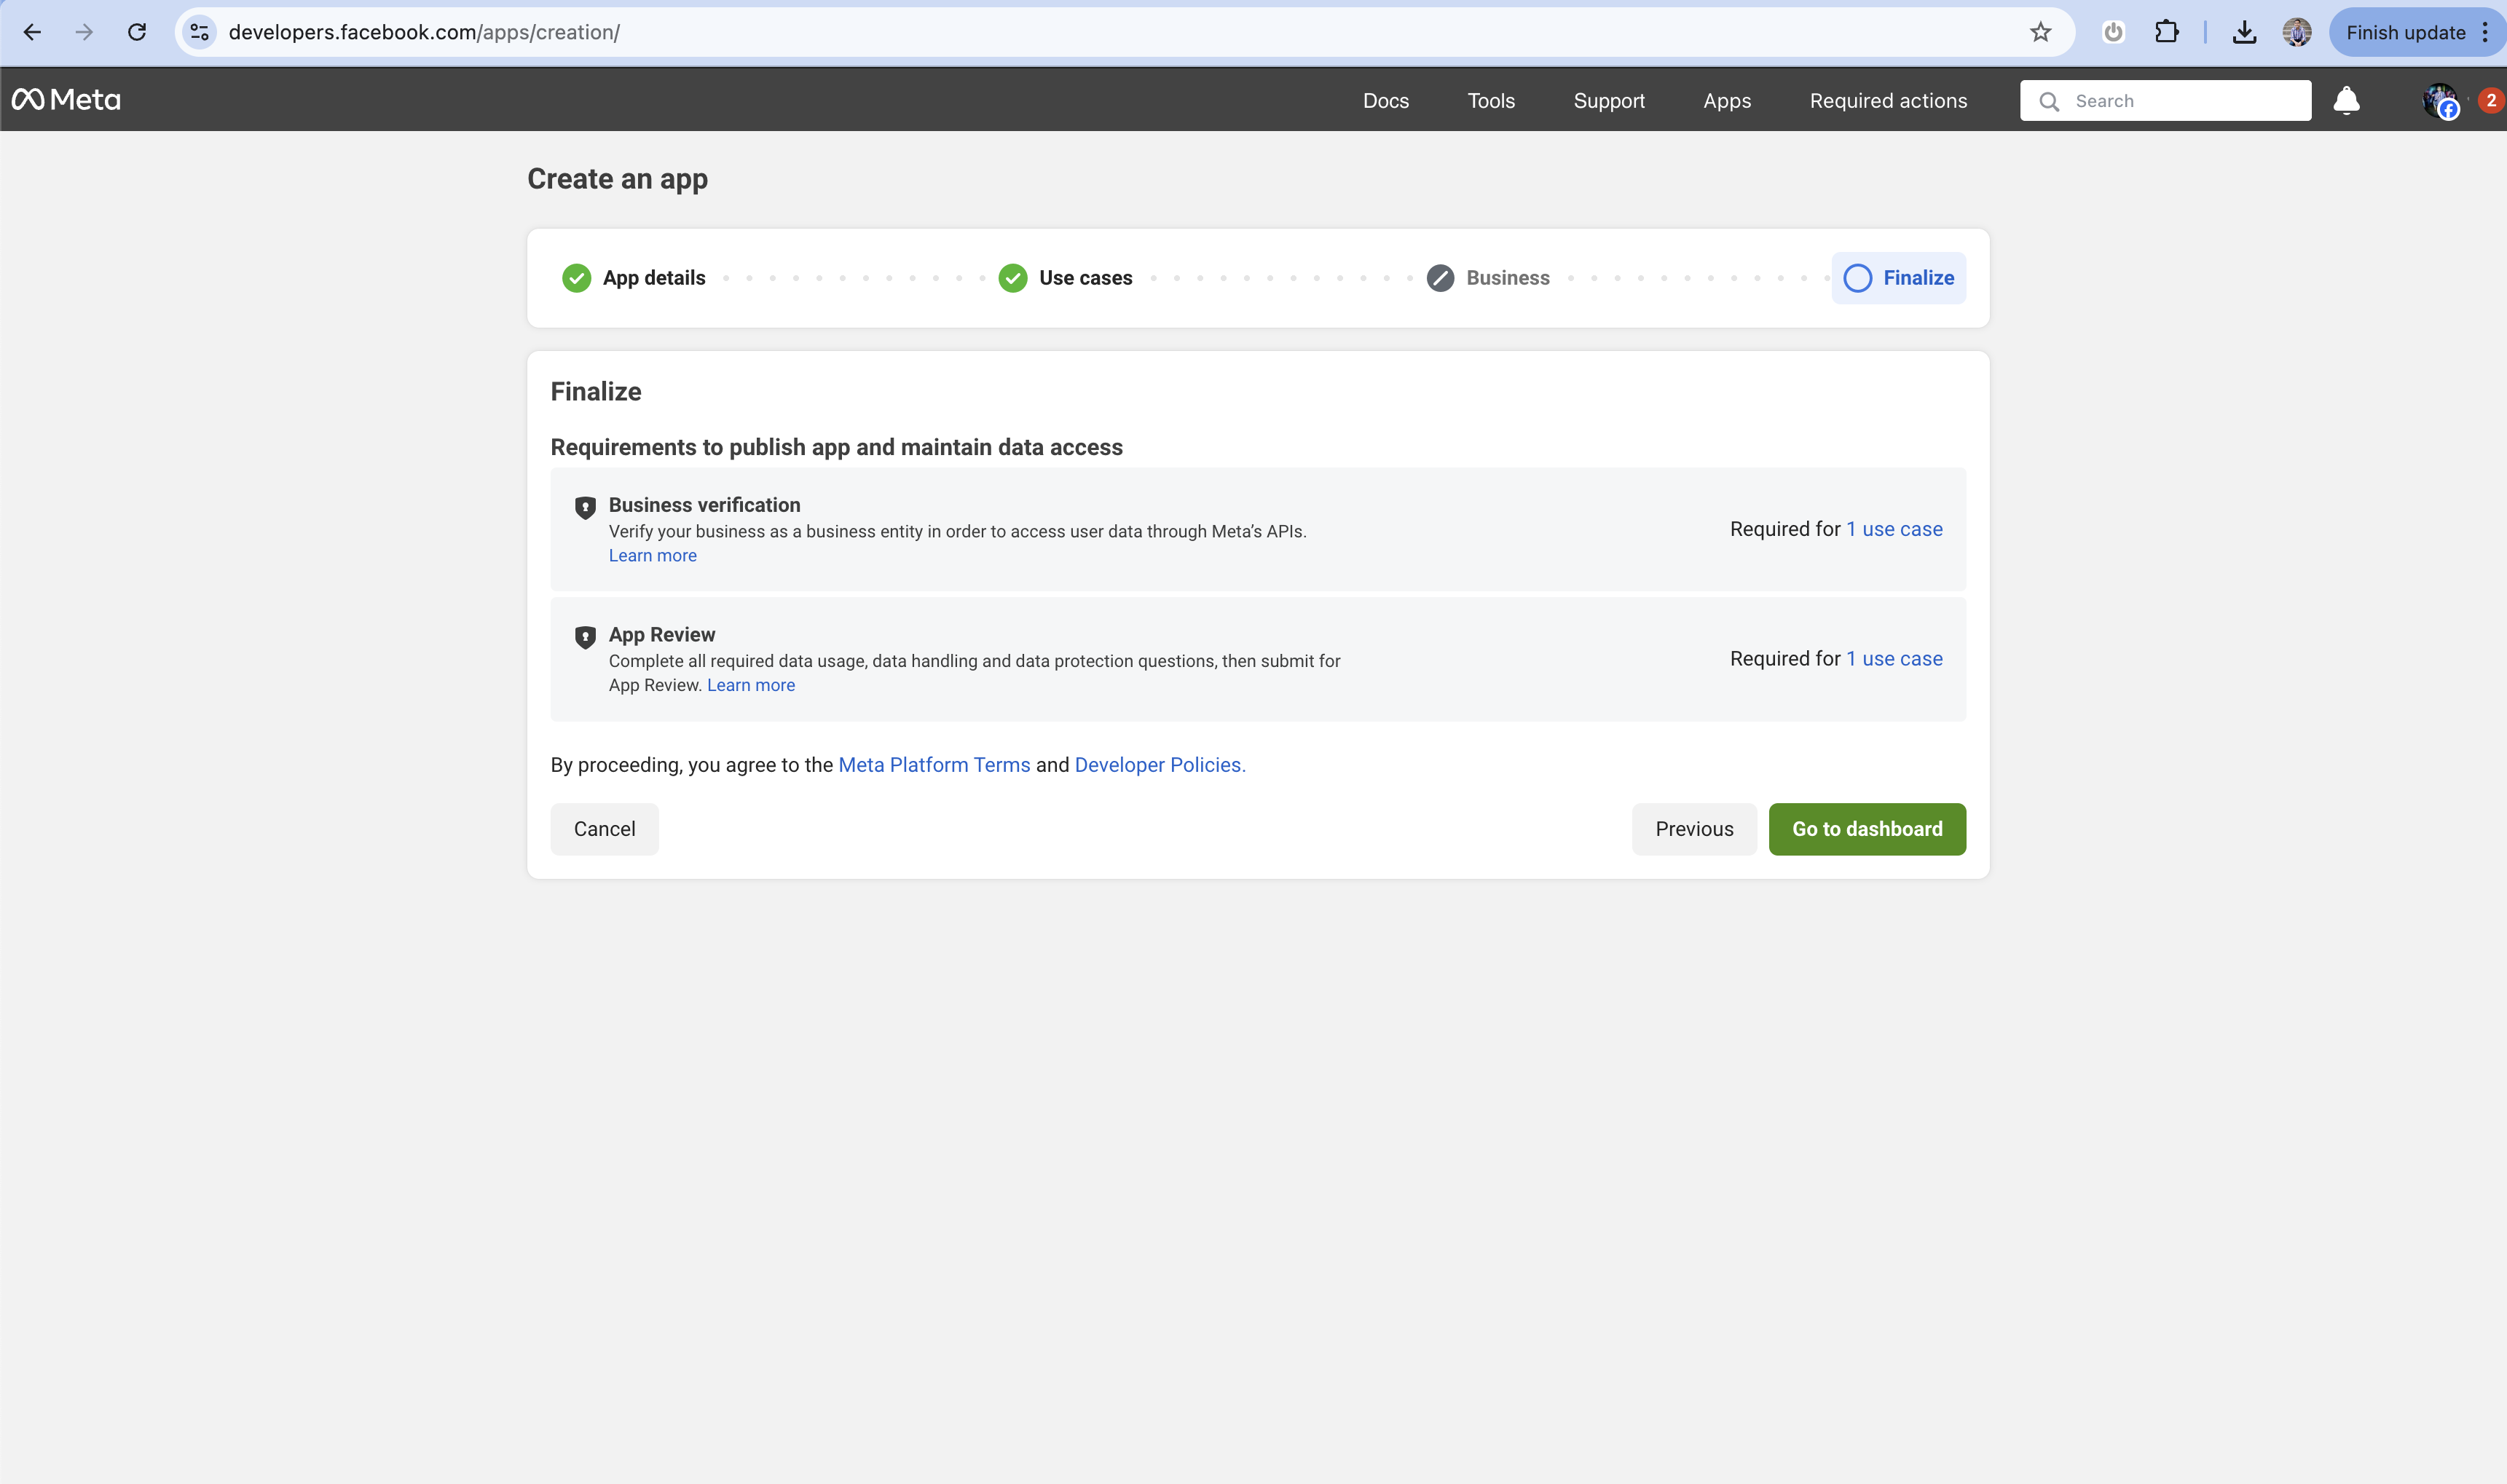 developers.facebook.com/apps/creation/
Finish update
Meta
Docs
Tools
Support
Apps
Required actions
Search
2
Create an app
App details
Use cases
Business
Finalize
Finalize
Requirements to publish app and maintain data access
Business verification
Verify your business as a business entity in order to access user data through Meta’s APIs.
Learn more
Required for 1 use case
App Review
Complete all required data usage, data handling and data protection questions, then submit for
App Review. Learn more
Required for 1 use case
By proceeding, you agree to the Meta Platform Terms and Developer Policies.
Cancel
Previous
Go to dashboard